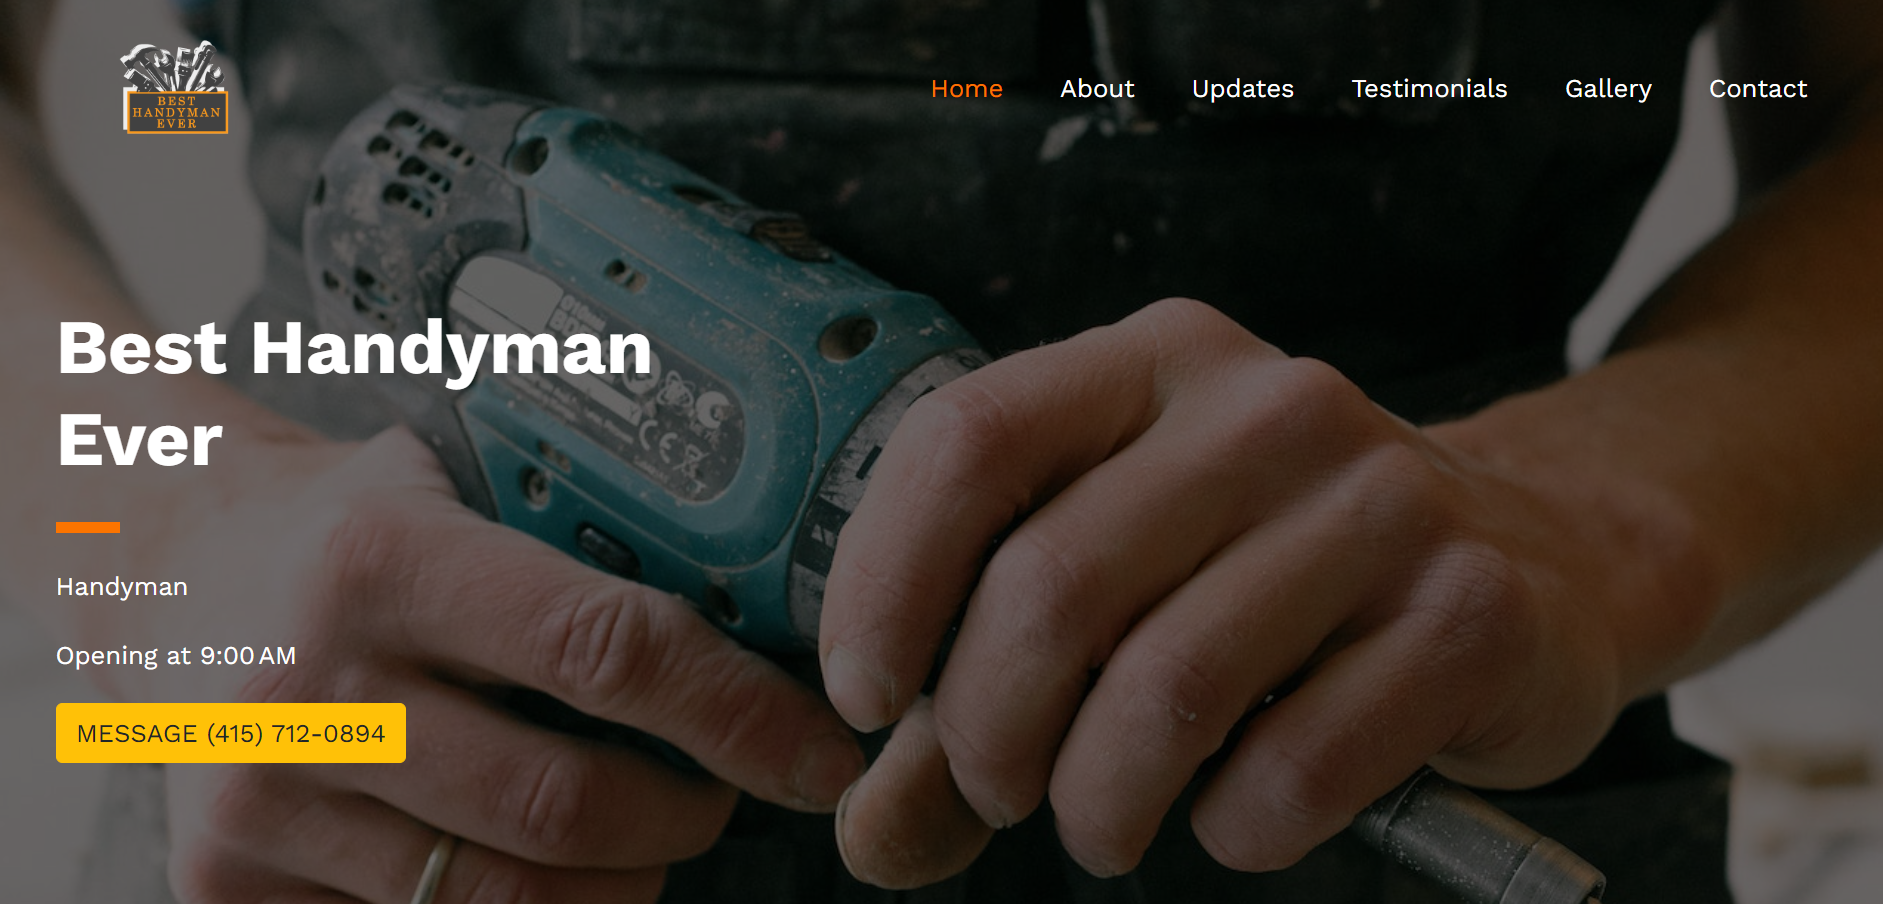 BEST
HANDYMAN
EVER
Home About Updates Testimonials Gallery Contact
Best Handyman
Ever
Handyman
Opening at 9:00 AM
MESSAGE (415) 712-0894
CE